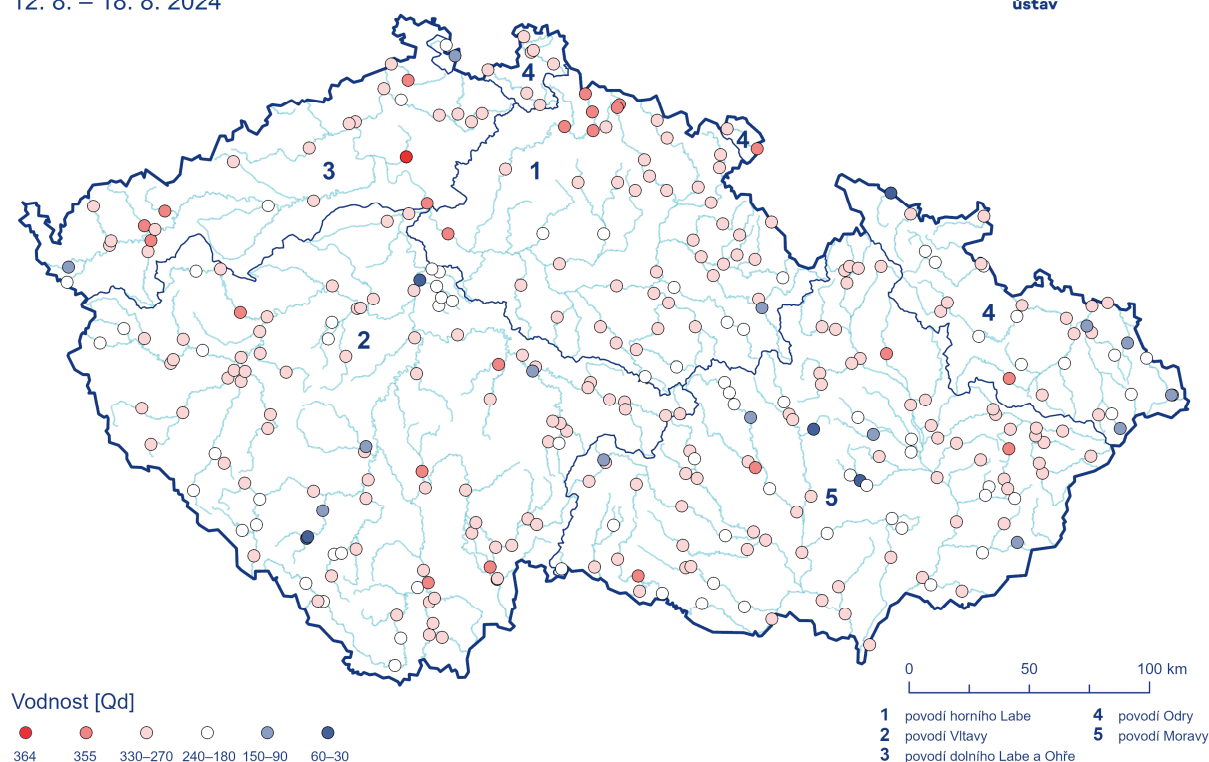 12. 8. – 18. 8. 2024
ústav
4
4
3
1
4
2
5
0 50 100 km
Vodnost [Qd]
364 355 330–270 240–180 150–90 60–30
1 povodí horního Labe
2 povodí Vltavy
3 povodí dolního Labe a Ohře
4 povodí Odry
5 povodí Moravy